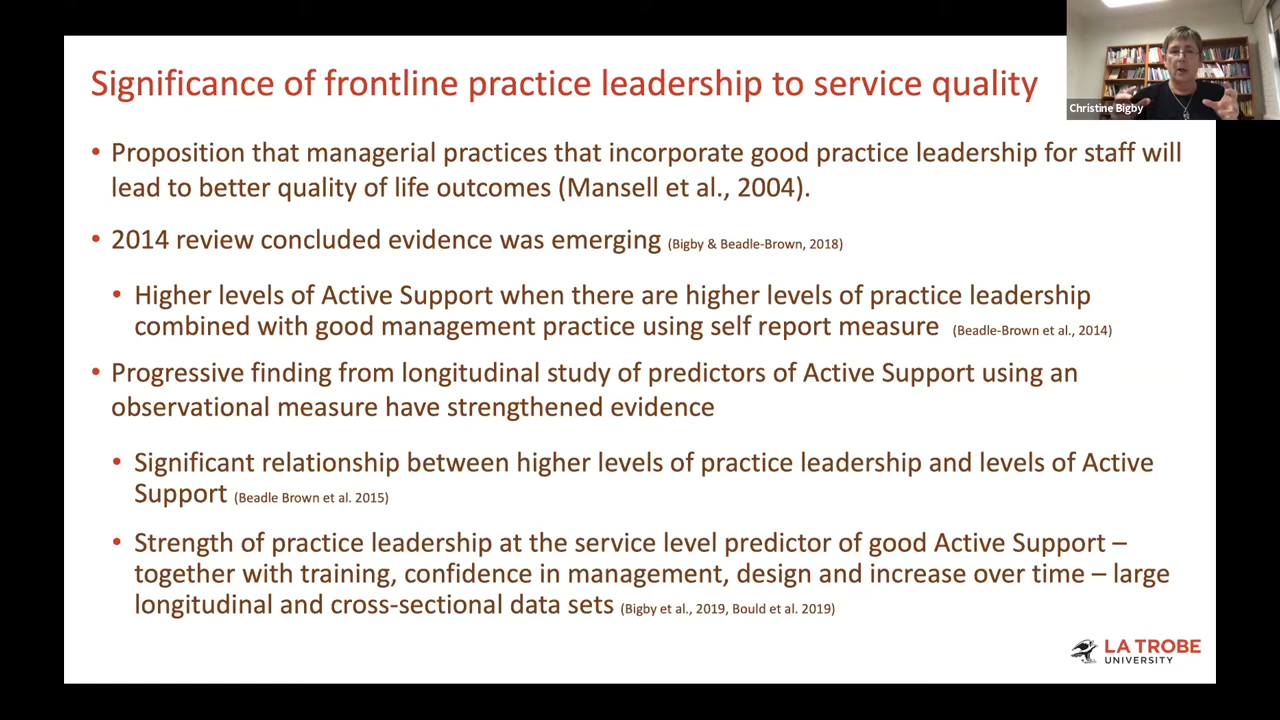 Significance of frontline practice leadership to service quality
Christine Bigby
• Proposition that managerial practices that incorporate good practice leadership for staff will
lead to better quality of life outcomes (Mansell et al., 2004).
• 2014 review concluded evidence was emerging (Bigby & Beadle-Brown, 2018)
• Higher levels of Active Support when there are higher levels of practice leadership
combined with good management practice using self report measure (Beadle-Brown et al., 2014)
• Progressive finding from longitudinal study of predictors of Active Support using an
observational measure have strengthened evidence
• Significant relationship between higher levels of practice leadership and levels of Active
Support (Beadle Brown et al. 2015)
• Strength of practice leadership at the service level predictor of good Active Support –
together with training, confidence in management, design and increase over time – large
longitudinal and cross-sectional data sets (Bigby et al., 2019, Bould et al. 2019)
LA TROBE
UNIVERSITY